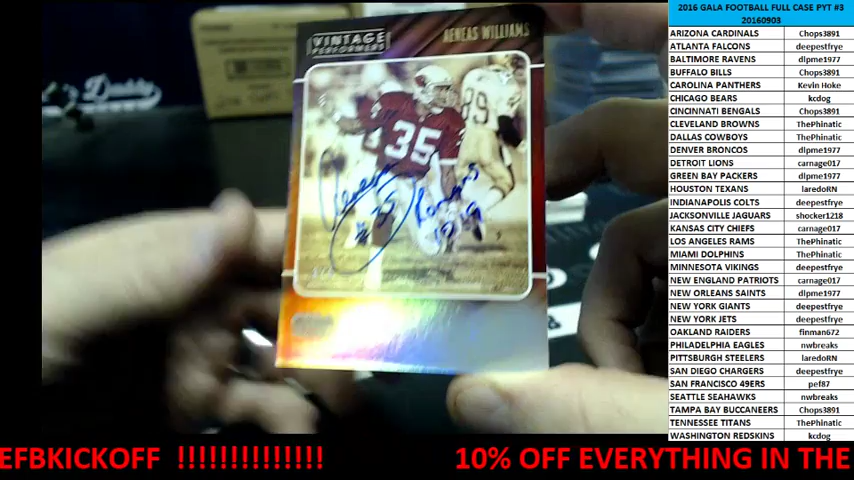 VINTAGE
PERFORMERS
AENEAS WILLIAMS
89
35
Aeneas
#35
Romans
10:9
2016 GALA FOOTBALL FULL CASE PYT #3
20160903
ARIZONA CARDINALS Chops3891
ATLANTA FALCONS deepestfrye
BALTIMORE RAVENS dlpme1977
BUFFALO BILLS Chops3891
CAROLINA PANTHERS Kevin Hoke
CHICAGO BEARS kcdog
CINCINNATI BENGALS Chops3891
CLEVELAND BROWNS ThePhinatic
DALLAS COWBOYS ThePhinatic
DENVER BRONCOS dlpme1977
DETROIT LIONS carnage017
GREEN BAY PACKERS dlpme1977
HOUSTON TEXANS laredoRN
INDIANAPOLIS COLTS deepestfrye
JACKSONVILLE JAGUARS shocker1218
KANSAS CITY CHIEFS carnage017
LOS ANGELES RAMS ThePhinatic
MIAMI DOLPHINS ThePhinatic
MINNESOTA VIKINGS deepestfrye
NEW ENGLAND PATRIOTS carnage017
NEW ORLEANS SAINTS dlpme1977
NEW YORK GIANTS deepestfrye
NEW YORK JETS deepestfrye
OAKLAND RAIDERS finman672
PHILADELPHIA EAGLES nwbreaks
PITTSBURGH STEELERS laredoRN
SAN DIEGO CHARGERS deepestfrye
SAN FRANCISCO 49ERS pef87
SEATTLE SEAHAWKS nwbreaks
TAMPA BAY BUCCANEERS Chops3891
TENNESSEE TITANS ThePhinatic
WASHINGTON REDSKINS kcdog
EFBKICKOFF !!!!!!!!!!!!!! 10% OFF EVERYTHING IN THE